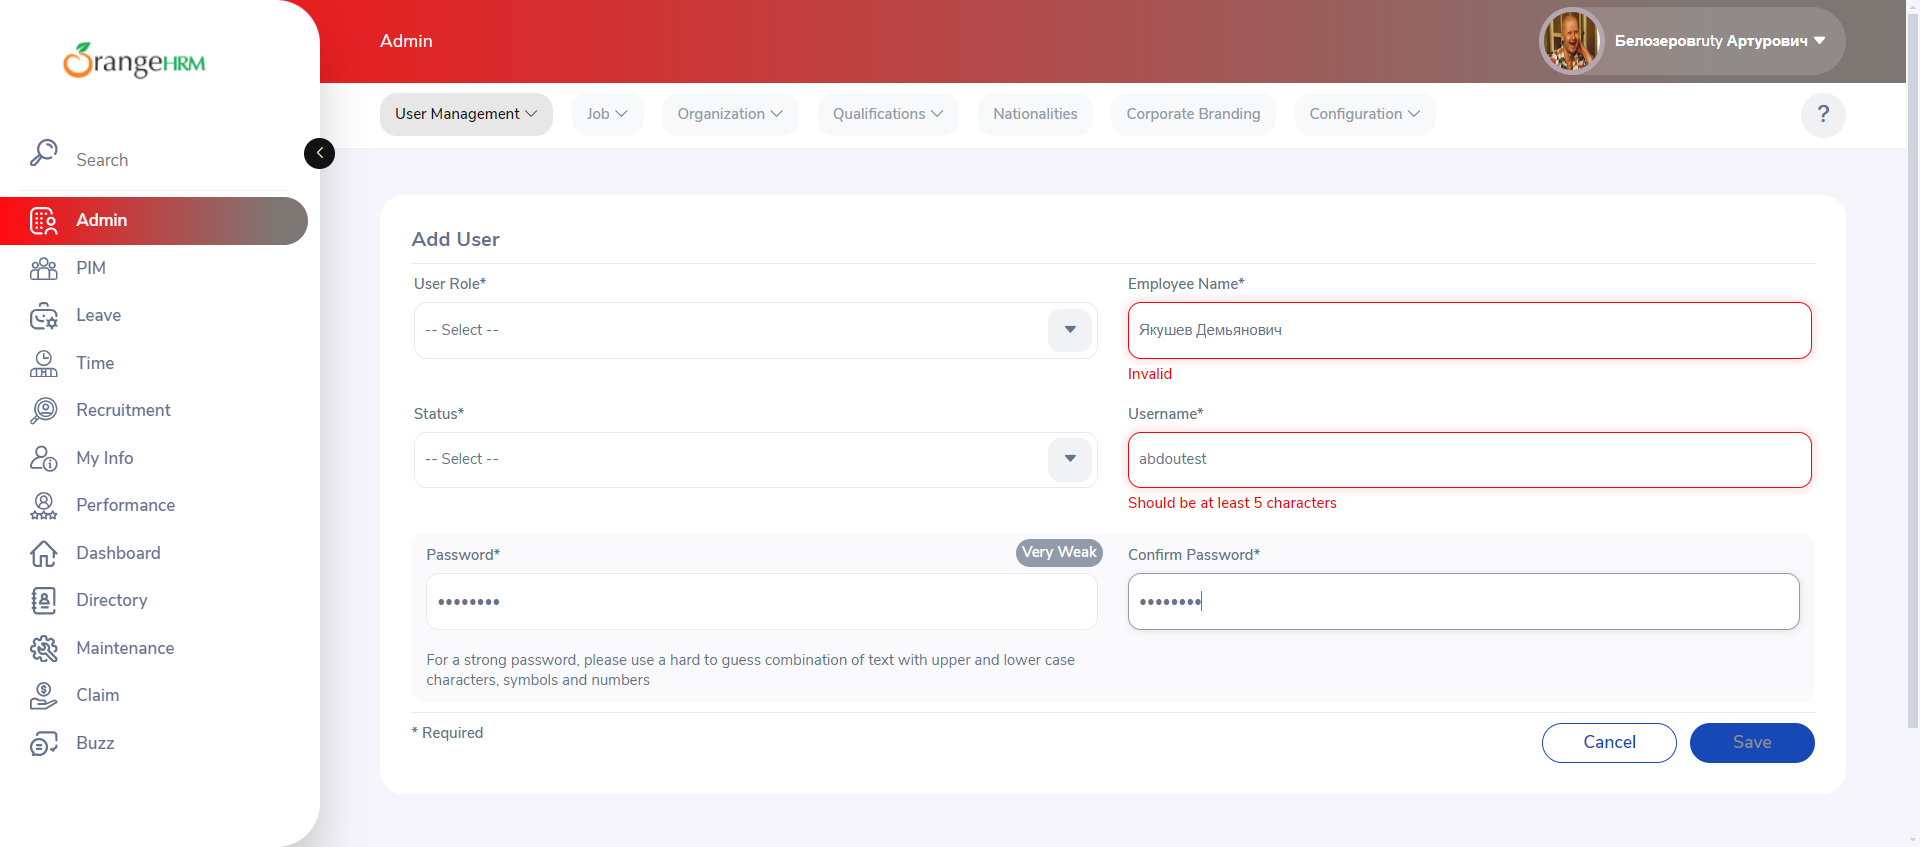 OrangeHRM
Search
Admin
PIM
Leave
Time
Recruitment
My Info
Performance
Dashboard
Directory
Maintenance
Claim
Buzz
Admin
Белозеровruty Артурович
User Management
Job
Organization
Qualifications
Nationalities
Corporate Branding
Configuration
?
Add User
User Role*
-- Select --
Employee Name*
Якушев Демьянович
Invalid
Status*
-- Select --
Username*
abdoutest
Should be at least 5 characters
Password*
Very Weak
••••••••
Confirm Password*
••••••••
For a strong password, please use a hard to guess combination of text with upper and lower case
characters, symbols and numbers
* Required
Cancel
Save